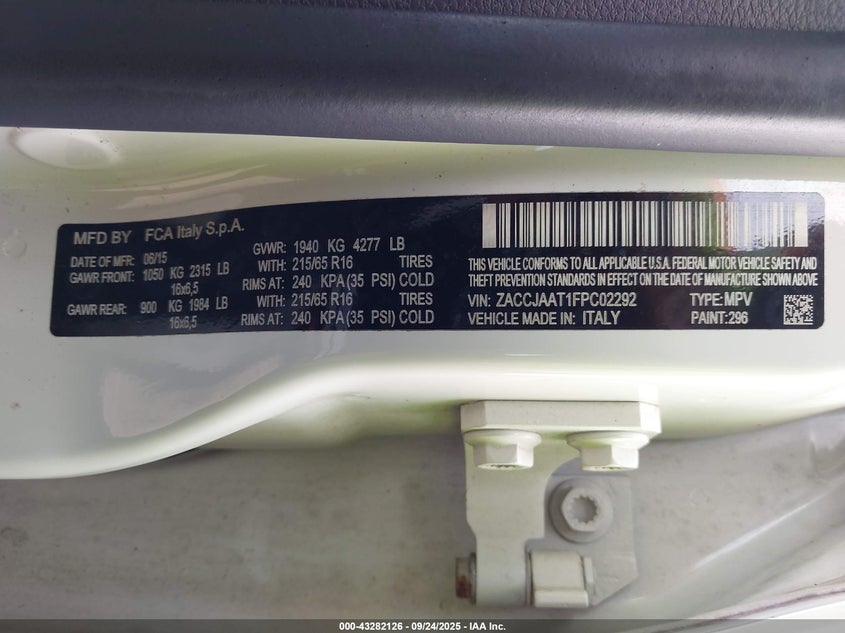 MFD BY FCA Italy S.p.A.
DATE OF MFR: 06/15 GVWR: 1940 KG 4277 LB
GAWR FRONT: 1050 KG 2315 LB WITH: 215/65 R16 TIRES
16x6,5 RIMS AT: 240 KPA (35 PSI) COLD
GAWR REAR: 900 KG 1984 LB WITH: 215/65 R16 TIRES
16x6,5 RIMS AT: 240 KPA (35 PSI) COLD
THIS VEHICLE CONFORMS TO ALL APPLICABLE U.S.A. FEDERAL MOTOR VEHICLE SAFETY AND
THEFT PREVENTION STANDARDS IN EFFECT ON THE DATE OF MANUFACTURE SHOWN ABOVE
VIN: ZACCJAAT1FPC02292 TYPE: MPV
VEHICLE MADE IN: ITALY PAINT: 296
000-43282126 - 09/24/2025 - IAA Inc.